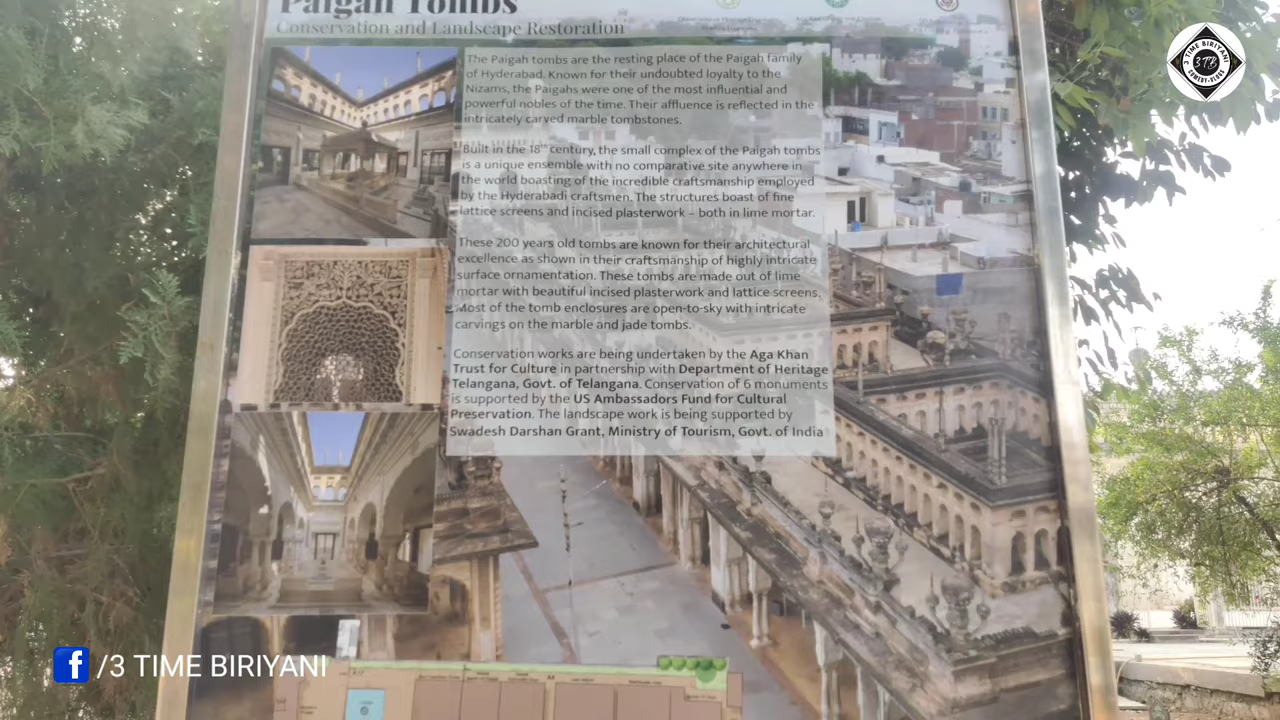 Paigah Tombs
Conservation and Landscape Restoration
The Paigah tombs are the resting place of the Paigah family
of Hyderabad. Known for their undoubted loyalty to the
Nizams, the Paigahs were one of the most influential and
powerful nobles of the time. Their affluence is reflected in the
intricately carved marble tombstones.
Built in the 18th century, the small complex of the Paigah tombs
is a unique ensemble with no comparative site anywhere in
the world boasting of the incredible craftsmanship employed
by the Hyderabadi craftsmen. The structures boast of fine
lattice screens and incised plasterwork – both in lime mortar.
These 200 years old tombs are known for their architectural
excellence as shown in their craftsmanship of highly intricate
surface ornamentation. These tombs are made out of lime
mortar with beautiful incised plasterwork and lattice screens.
Most of the tomb enclosures are open-to-sky with intricate
carvings on the marble and jade tombs.
Conservation works are being undertaken by the Aga Khan
Trust for Culture in partnership with Department of Heritage
Telangana, Govt. of Telangana. Conservation of 6 monuments
is supported by the US Ambassadors Fund for Cultural
Preservation. The landscape work is being supported by
Swadesh Darshan Grant, Ministry of Tourism, Govt. of India
3 TIME BIRIYANI
3TB
COMEDY-VLOGS
f /3 TIME BIRIYANI